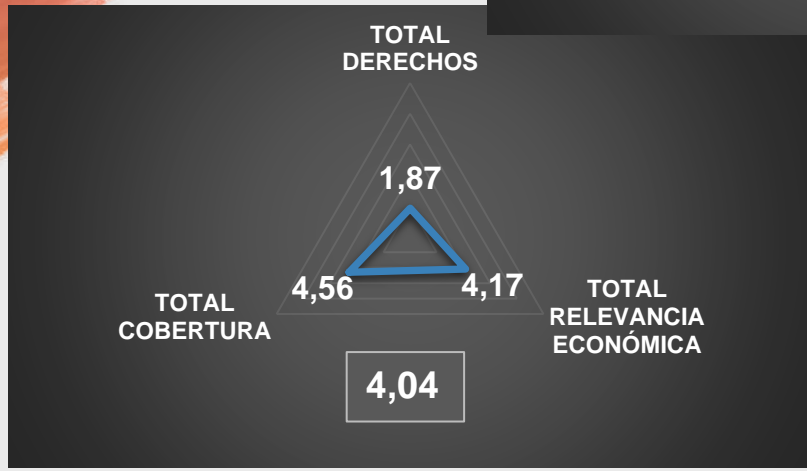 TOTAL
DERECHOS
1,87
4,56
4,17
TOTAL
COBERTURA
TOTAL
RELEVANCIA
ECONÓMICA
4,04